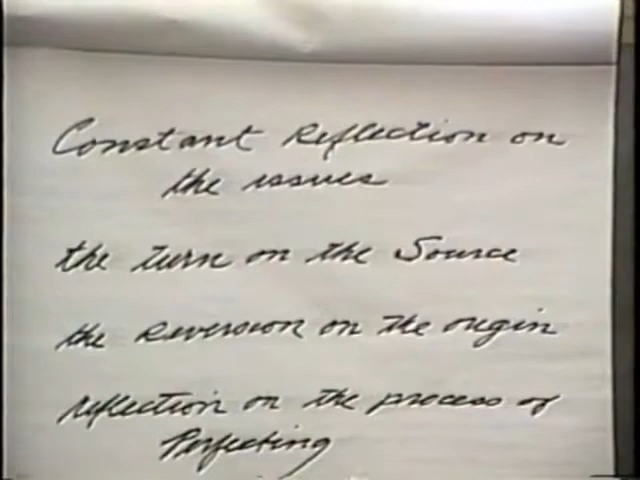 Constant Reflection on
the issues
the turn on the Source
the Reversion on the origin
reflection on the process of
Perfecting